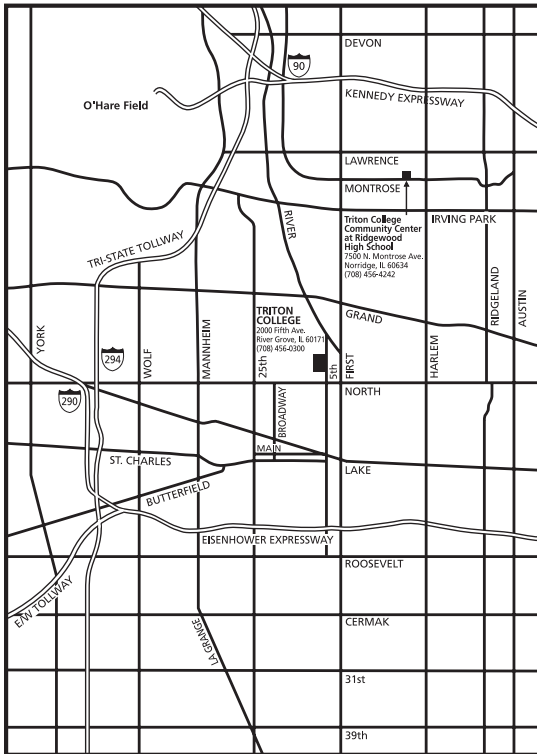 DEVON
90
KENNEDY EXPRESSWAY
O'Hare Field
LAWRENCE
MONTROSE
RIVER
Triton College
Community Center
at Ridgewood
High School
7500 N. Montrose Ave.
Norridge, IL 60634
(708) 456-4242
IRVING PARK
TRI-STATE TOLLWAY
RIDGELAND
AUSTIN
TRITON
COLLEGE
2000 Fifth Ave.
River Grove, IL 60171
(708) 456-0300
GRAND
YORK
294
WOLF
MANNHEIM
25th
5th
FIRST
HARLEM
290
BROADWAY
NORTH
MAIN
ST. CHARLES
LAKE
BUTTERFIELD
EISENHOWER EXPRESSWAY
ROOSEVELT
E/W TOLLWAY
LA GRANGE
CERMAK
31st
39th